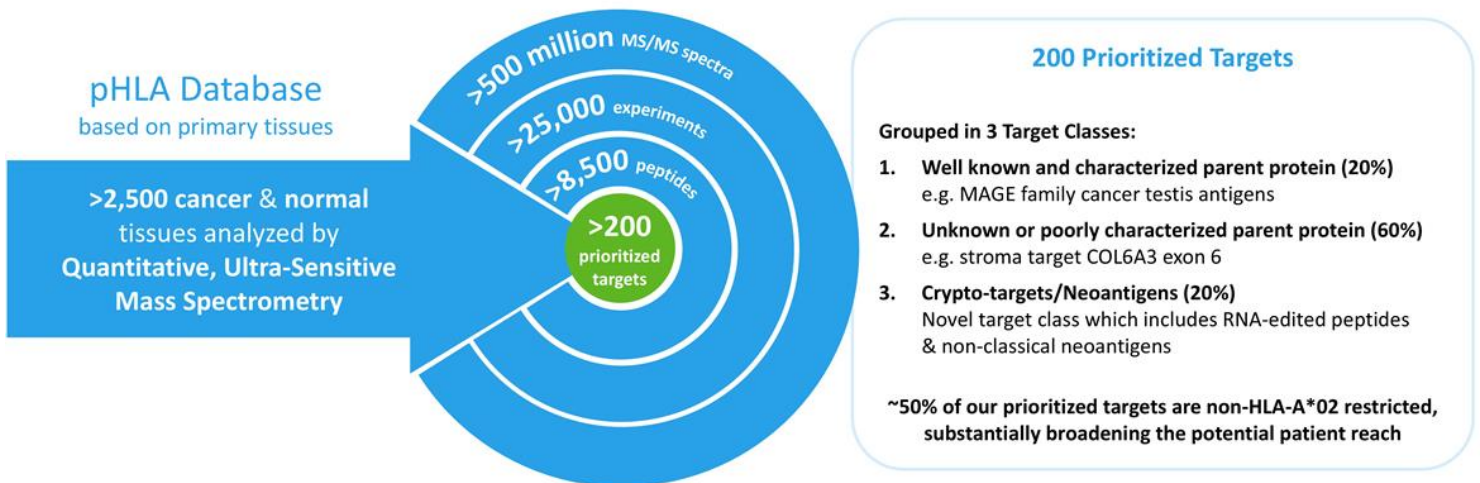 pHLA Database
based on primary tissues
>2,500 cancer & normal
tissues analyzed by
Quantitative, Ultra-Sensitive
Mass Spectrometry
>500 million MS/MS spectra
>25,000 experiments
>8,500 peptides
>200
prioritized
targets
200 Prioritized Targets
Grouped in 3 Target Classes:
1. Well known and characterized parent protein (20%)
e.g. MAGE family cancer testis antigens
2. Unknown or poorly characterized parent protein (60%)
e.g. stroma target COL6A3 exon 6
3. Crypto-targets/Neoantigens (20%)
Novel target class which includes RNA-edited peptides
& non-classical neoantigens
~50% of our prioritized targets are non-HLA-A*02 restricted,
substantially broadening the potential patient reach